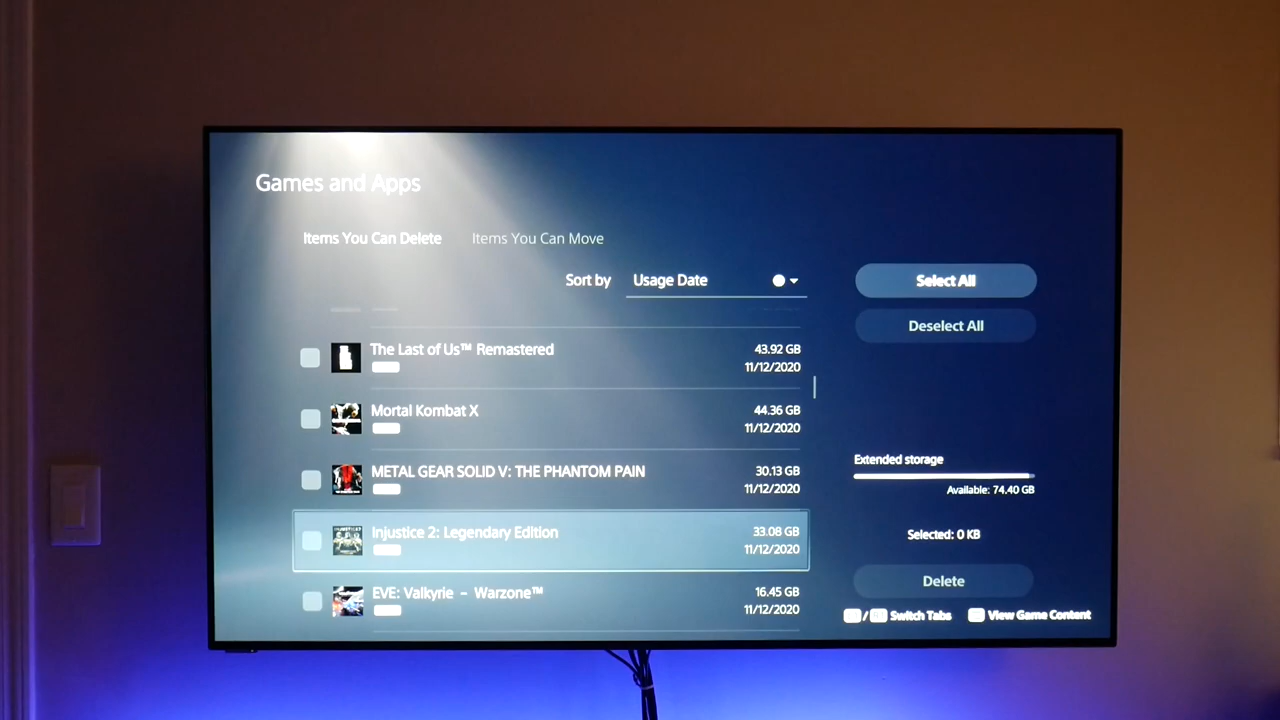 Games and Apps
Items You Can Delete
Items You Can Move
Sort by
Usage Date
Select All
Deselect All
The Last of Us™ Remastered
43.92 GB
11/12/2020
Mortal Kombat X
44.36 GB
11/12/2020
METAL GEAR SOLID V: THE PHANTOM PAIN
30.13 GB
11/12/2020
Injustice 2: Legendary Edition
33.08 GB
11/12/2020
EVE: Valkyrie – Warzone™
16.45 GB
11/12/2020
Extended storage
Available: 74.40 GB
Selected: 0 KB
Delete
/ Switch Tabs
View Game Content